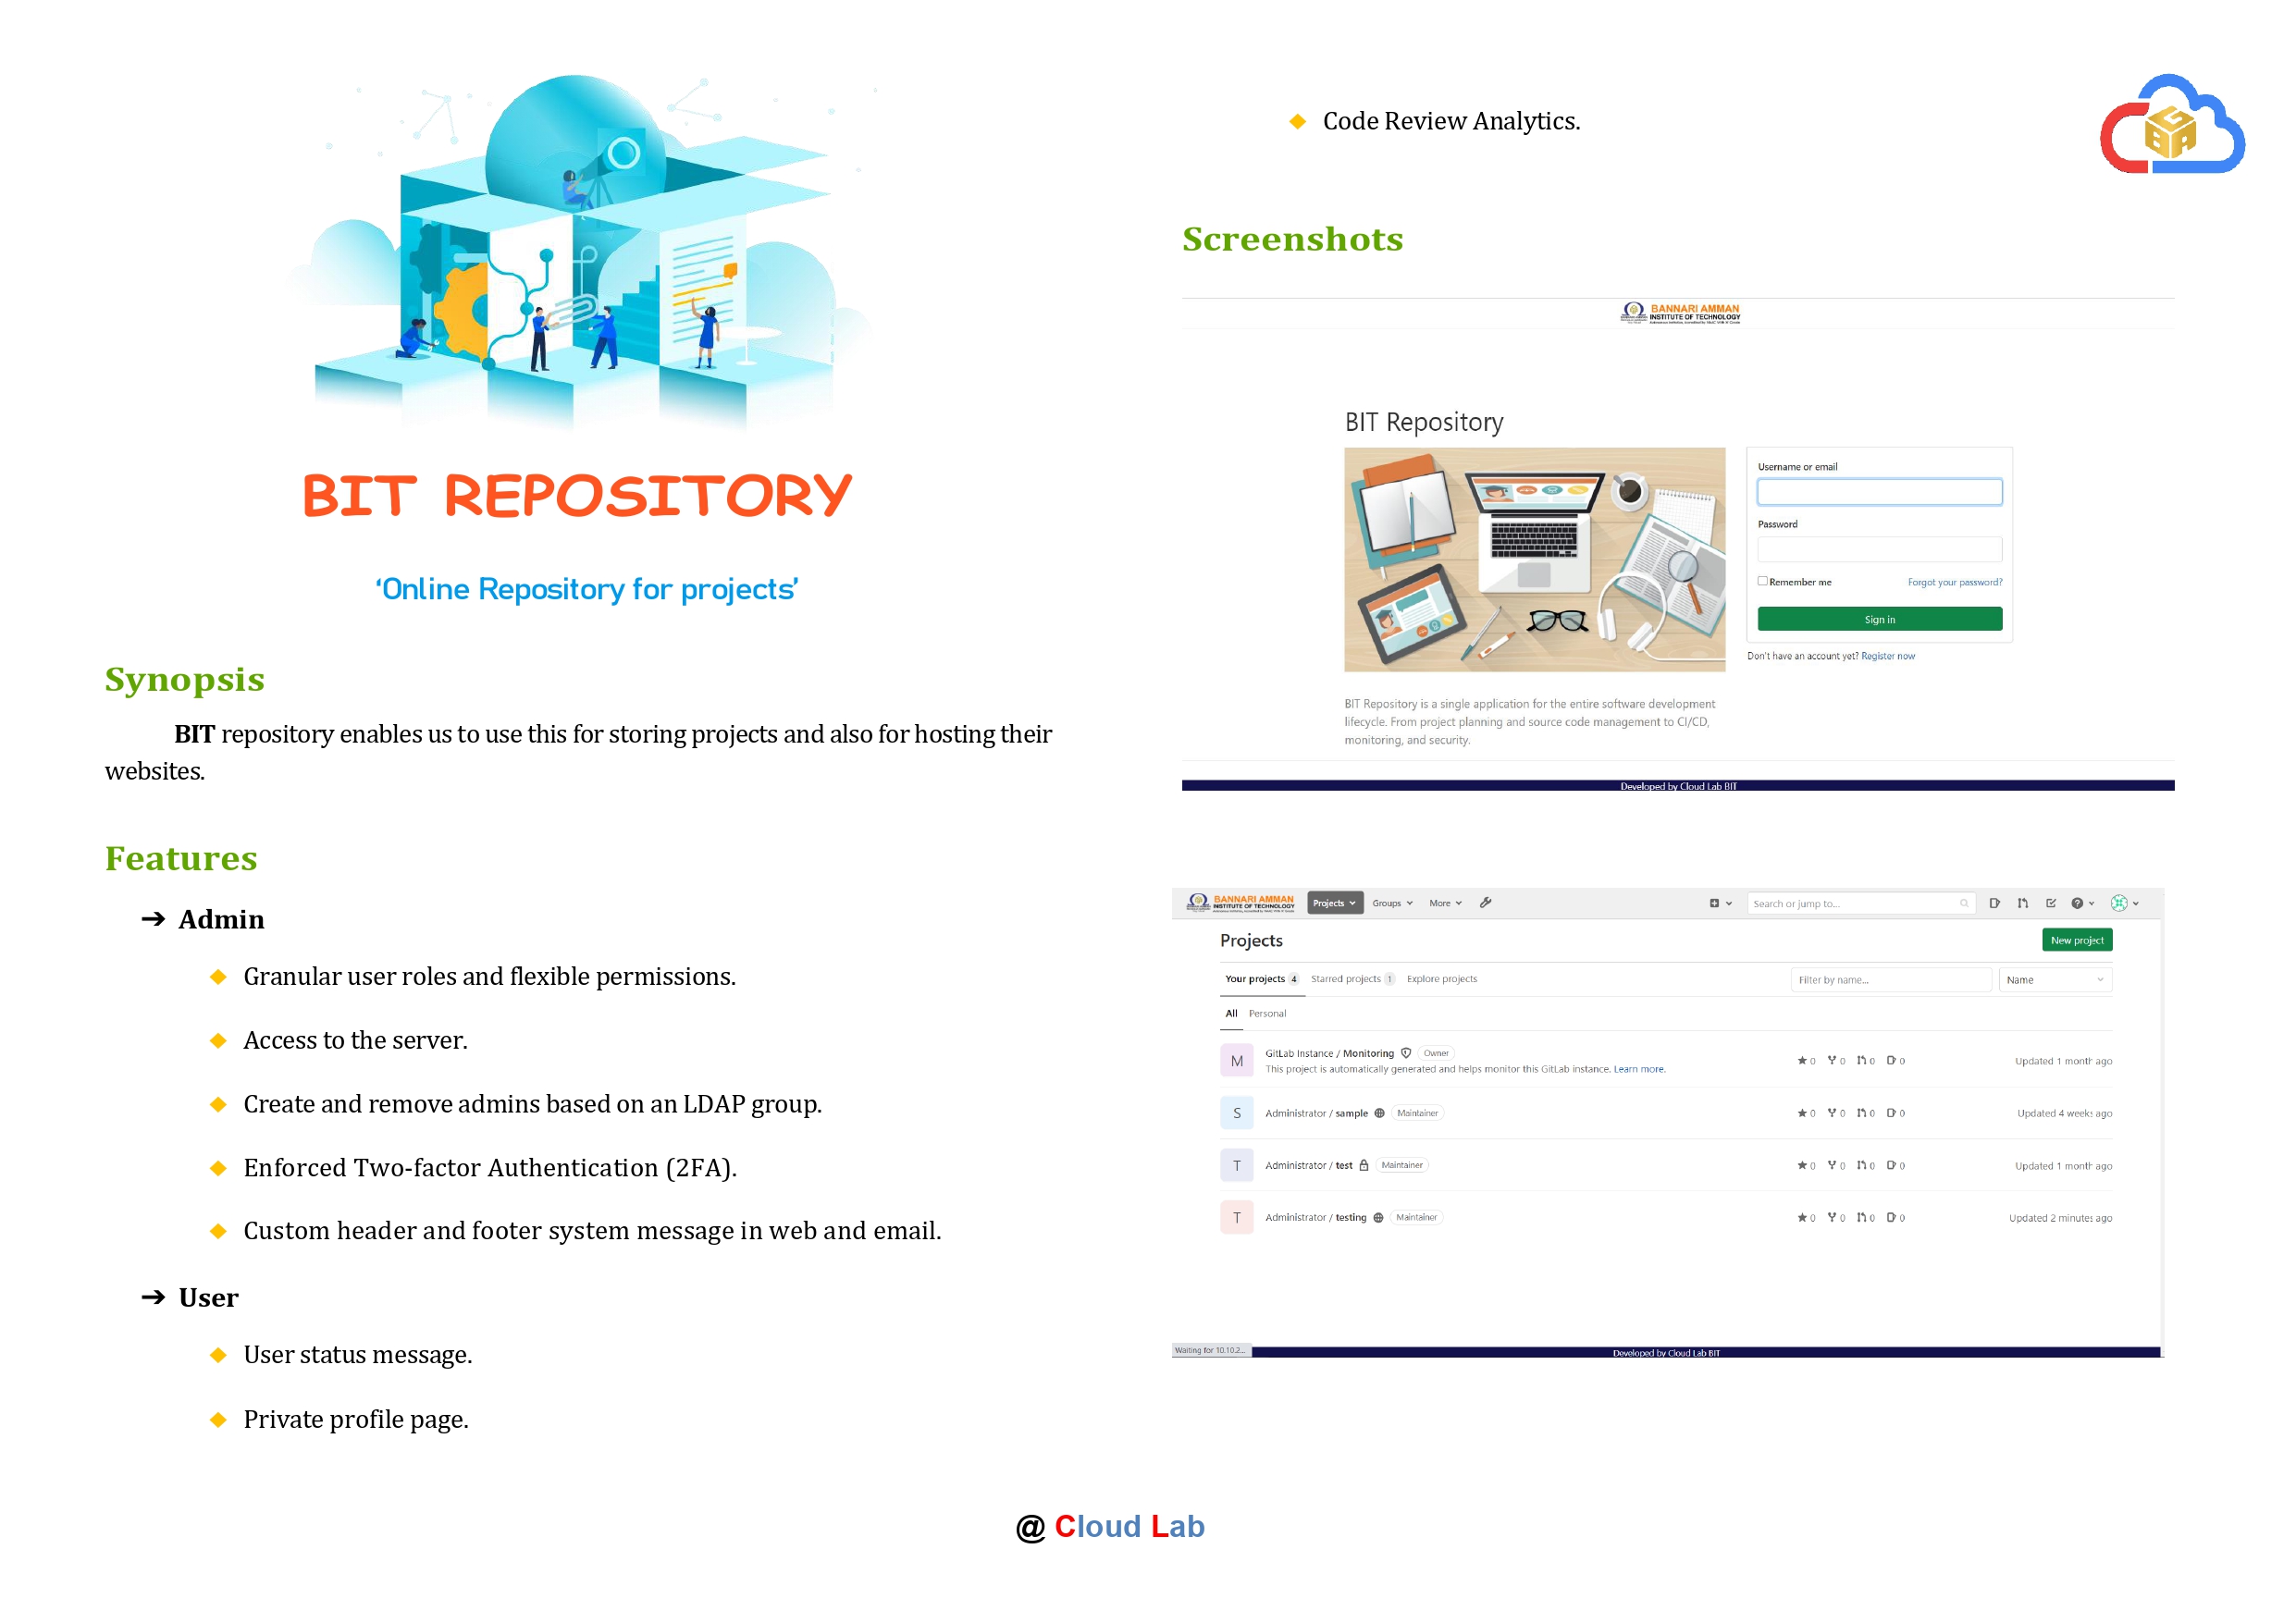 BIT REPOSITORY
‘Online Repository for projects’
Synopsis
BIT repository enables us to use this for storing projects and also for hosting their
websites.
Features
➔ Admin
◆ Granular user roles and flexible permissions.
◆ Access to the server.
◆ Create and remove admins based on an LDAP group.
◆ Enforced Two-factor Authentication (2FA).
◆ Custom header and footer system message in web and email.
➔ User
◆ User status message.
◆ Private profile page.
◆ Code Review Analytics.
Screenshots
BANNARI AMMAN
INSTITUTE OF TECHNOLOGY
BIT Repository
Username or email
Password
Remember me Forgot your password?
Sign in
Don't have an account yet? Register now
BIT Repository is a single application for the entire software development
lifecycle. From project planning and source code management to CI/CD,
monitoring, and security.
Developed by Cloud Lab BIT
BANNARI AMMAN
INSTITUTE OF TECHNOLOGY
Projects Groups More Search or jump to...
Projects New project
Your projects 4 Starred projects 1 Explore projects Filter by name... Name
All Personal
M GitLab Instance / Monitoring Owner 0 0 0 0 Updated 1 month ago
This project is automatically generated and helps monitor this GitLab instance. Learn more.
S Administrator / sample Maintainer 0 0 0 0 Updated 4 weeks ago
T Administrator / test Maintainer 0 0 0 0 Updated 1 month ago
T Administrator / testing Maintainer 0 0 0 0 Updated 2 minutes ago
Waiting for 10.10.2...
Developed by Cloud Lab BIT
@ Cloud Lab